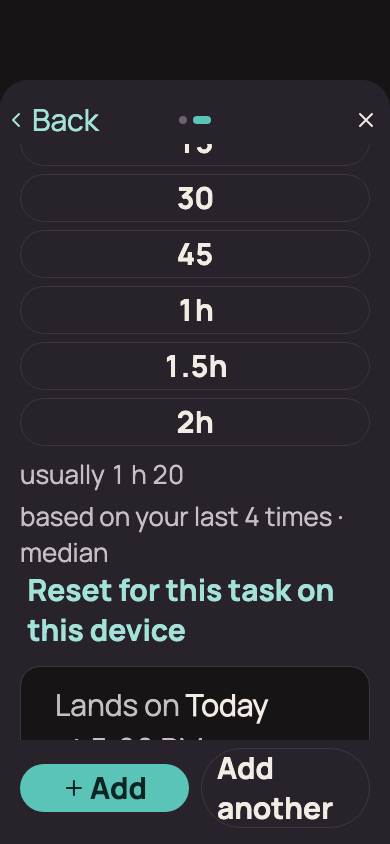 Back
15
30
45
1h
1.5h
2h
usually 1 h 20
based on your last 4 times ·
median
Reset for this task on
this device
Lands on Today
+ Add
Add
another